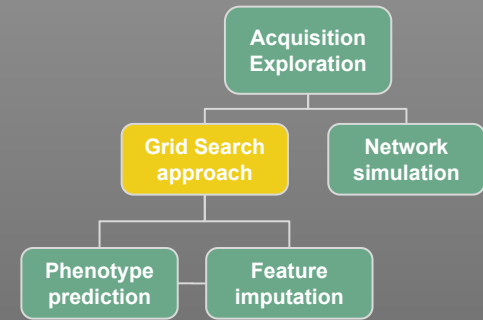 Acquisition
Exploration
Grid Search
approach
Network
simulation
Phenotype
prediction
Feature
imputation